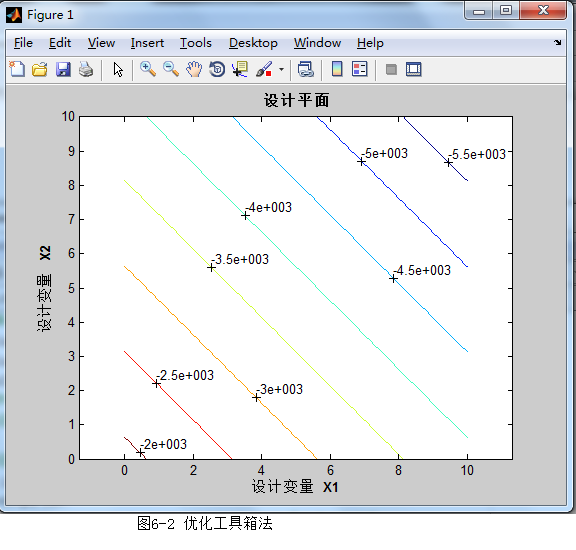 Figure 1
File Edit View Insert Tools Desktop Window Help
设计平面
10
9
8
7
6
5
4
3
2
1
0
设计变量 X2
-5e+003
-5.5e+003
-4e+003
-3.5e+003
-4.5e+003
-2.5e+003
-3e+003
-2e+003
0 2 4 6 8 10
设计变量 X1
图6-2 优化工具箱法